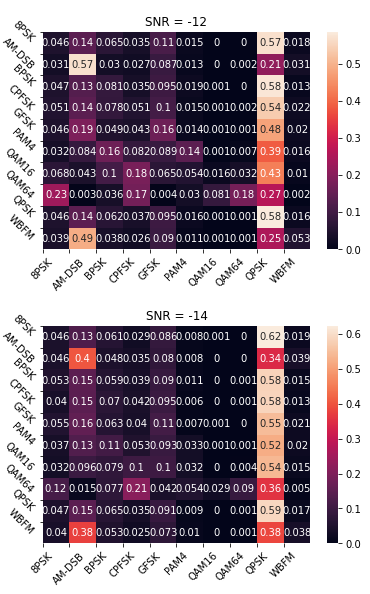 SNR = -12
8PSK 0.046 0.14 0.065 0.035 0.11 0.015 0 0 0.57 0.018
AM-DSB 0.031 0.57 0.03 0.027 0.087 0.013 0 0.002 0.21 0.031
BPSK 0.047 0.13 0.081 0.035 0.095 0.019 0.001 0 0.58 0.013
CPFSK 0.051 0.14 0.078 0.051 0.1 0.015 0.001 0.002 0.54 0.022
GFSK 0.046 0.19 0.049 0.043 0.16 0.014 0.001 0.001 0.48 0.02
PAM4 0.032 0.084 0.16 0.082 0.089 0.14 0.001 0.007 0.39 0.016
QAM16 0.068 0.043 0.1 0.18 0.065 0.054 0.016 0.032 0.43 0.01
QAM64 0.23 0.003 0.036 0.17 0.004 0.03 0.081 0.18 0.27 0.002
QPSK 0.046 0.14 0.062 0.037 0.095 0.016 0.001 0.001 0.58 0.016
WBFM 0.039 0.49 0.038 0.026 0.09 0.011 0.001 0 0.25 0.053
8PSK AM-DSB BPSK CPFSK GFSK PAM4 QAM16 QAM64 QPSK WBFM
0.5
0.4
0.3
0.2
0.1
0.0
SNR = -14
8PSK 0.046 0.13 0.061 0.029 0.086 0.008 0.001 0 0.62 0.019
AM-DSB 0.046 0.4 0.048 0.035 0.08 0.008 0 0 0.34 0.039
BPSK 0.053 0.15 0.059 0.039 0.09 0.011 0 0.001 0.58 0.015
CPFSK 0.04 0.15 0.07 0.042 0.095 0.006 0 0.001 0.58 0.013
GFSK 0.055 0.16 0.063 0.04 0.11 0.007 0.001 0 0.55 0.021
PAM4 0.037 0.13 0.11 0.053 0.093 0.033 0.001 0.001 0.52 0.02
QAM16 0.032 0.096 0.079 0.1 0.1 0.032 0 0.004 0.54 0.015
QAM64 0.12 0.015 0.077 0.21 0.042 0.054 0.029 0.09 0.36 0.005
QPSK 0.047 0.15 0.065 0.035 0.091 0.009 0 0.001 0.59 0.017
WBFM 0.04 0.38 0.053 0.025 0.073 0.01 0 0.001 0.38 0.038
8PSK AM-DSB BPSK CPFSK GFSK PAM4 QAM16 QAM64 QPSK WBFM
0.6
0.5
0.4
0.3
0.2
0.1
0.0